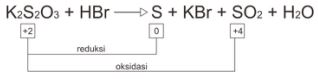 K₂S₂O₃ + HBr ⟶ S + KBr + SO₂ + H₂O
+2 0 +4
reduksi
oksidasi